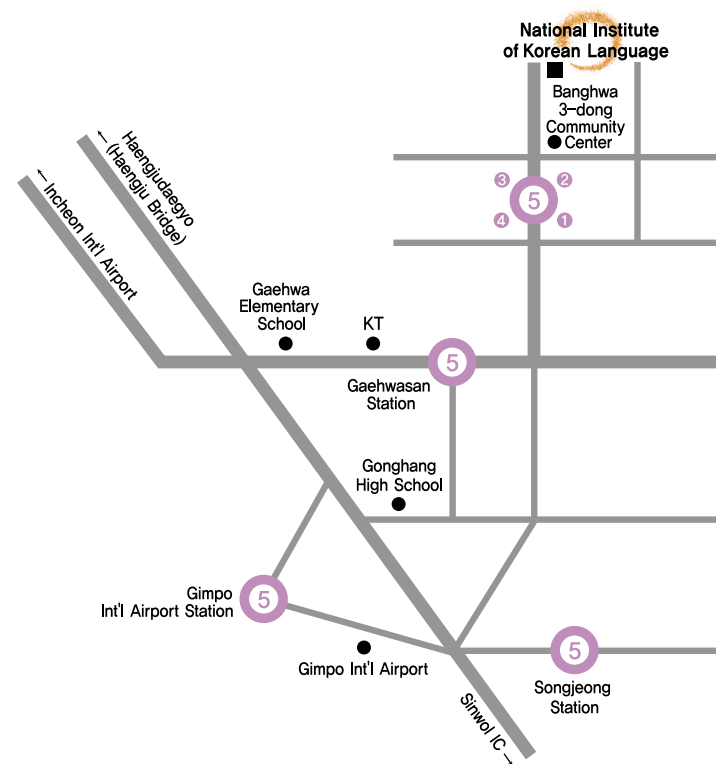 National Institute
of Korean Language
Banghwa
3-dong
Community
Center
← Haengjudaegyo
(Haengju Bridge)
← Incheon Int'l Airport
3
2
5
4
1
Gaehwa
Elementary
School
KT
5
Gaehwasan
Station
Gonghang
High School
Gimpo
Int'l Airport Station
5
Gimpo Int'l Airport
5
Songjeong
Station
Sinwol IC →